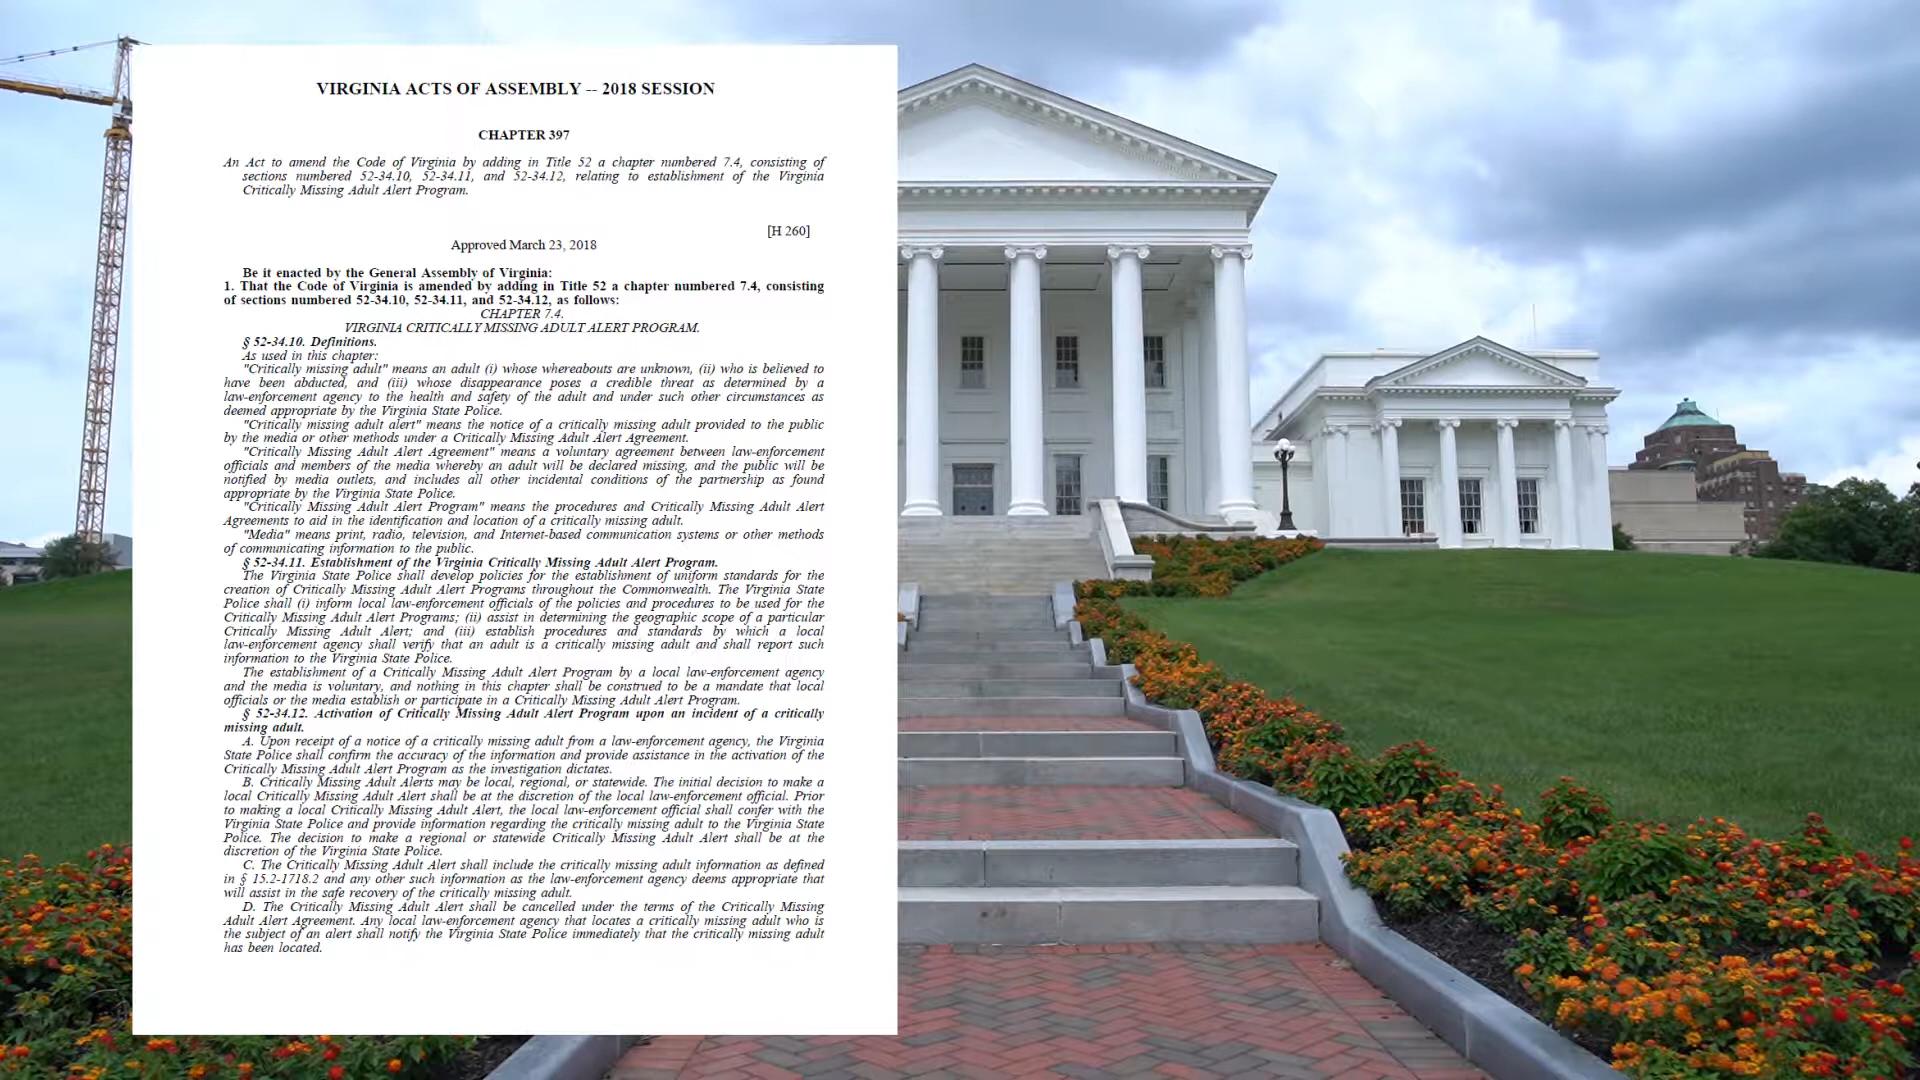 VIRGINIA ACTS OF ASSEMBLY -- 2018 SESSION
CHAPTER 397
An Act to amend the Code of Virginia by adding in Title 52 a chapter numbered 7.4, consisting of
sections numbered 52-34.10, 52-34.11, and 52-34.12, relating to establishment of the Virginia
Critically Missing Adult Alert Program.
[H 260]
Approved March 23, 2018
Be it enacted by the General Assembly of Virginia:
1. That the Code of Virginia is amended by adding in Title 52 a chapter numbered 7.4, consisting
of sections numbered 52-34.10, 52-34.11, and 52-34.12, as follows:
CHAPTER 7.4.
VIRGINIA CRITICALLY MISSING ADULT ALERT PROGRAM.
§ 52-34.10. Definitions.
As used in this chapter:
"Critically missing adult" means an adult (i) whose whereabouts are unknown, (ii) who is believed to
have been abducted, and (iii) whose disappearance poses a credible threat as determined by a
law-enforcement agency to the health and safety of the adult and under such other circumstances as
deemed appropriate by the Virginia State Police.
"Critically missing adult alert" means the notice of a critically missing adult provided to the public
by the media or other methods under a Critically Missing Adult Alert Agreement.
"Critically Missing Adult Alert Agreement" means a voluntary agreement between law-enforcement
officials and members of the media whereby an adult will be declared missing, and the public will be
notified by media outlets, and includes all other incidental conditions of the partnership as found
appropriate by the Virginia State Police.
"Critically Missing Adult Alert Program" means the procedures and Critically Missing Adult Alert
Agreements to aid in the identification and location of a critically missing adult.
"Media" means print, radio, television, and Internet-based communication systems or other methods
of communicating information to the public.
§ 52-34.11. Establishment of the Virginia Critically Missing Adult Alert Program.
The Virginia State Police shall develop policies for the establishment of uniform standards for the
creation of Critically Missing Adult Alert Programs throughout the Commonwealth. The Virginia State
Police shall (i) inform local law-enforcement officials of the policies and procedures to be used for the
Critically Missing Adult Alert Programs; (ii) assist in determining the geographic scope of a particular
Critically Missing Adult Alert; and (iii) establish procedures and standards by which a local
law-enforcement agency shall verify that an adult is a critically missing adult and shall report such
information to the Virginia State Police.
The establishment of a Critically Missing Adult Alert Program by a local law-enforcement agency
and the media is voluntary, and nothing in this chapter shall be construed to be a mandate that local
officials or the media establish or participate in a Critically Missing Adult Alert Program.
§ 52-34.12. Activation of Critically Missing Adult Alert Program upon an incident of a critically
missing adult.
A. Upon receipt of a notice of a critically missing adult from a law-enforcement agency, the Virginia
State Police shall confirm the accuracy of the information and provide assistance in the activation of the
Critically Missing Adult Alert Program as the investigation dictates.
B. Critically Missing Adult Alerts may be local, regional, or statewide. The initial decision to make a
local Critically Missing Adult Alert shall be at the discretion of the local law-enforcement official. Prior
to making a local Critically Missing Adult Alert, the local law-enforcement official shall confer with the
Virginia State Police and provide information regarding the critically missing adult to the Virginia State
Police. The decision to make a regional or statewide Critically Missing Adult Alert shall be at the
discretion of the Virginia State Police.
C. The Critically Missing Adult Alert shall include the critically missing adult information as defined
in § 15.2-1718.2 and any other such information as the law-enforcement agency deems appropriate that
will assist in the safe recovery of the critically missing adult.
D. The Critically Missing Adult Alert shall be cancelled under the terms of the Critically Missing
Adult Alert Agreement. Any local law-enforcement agency that locates a critically missing adult who is
the subject of an alert shall notify the Virginia State Police immediately that the critically missing adult
has been located.